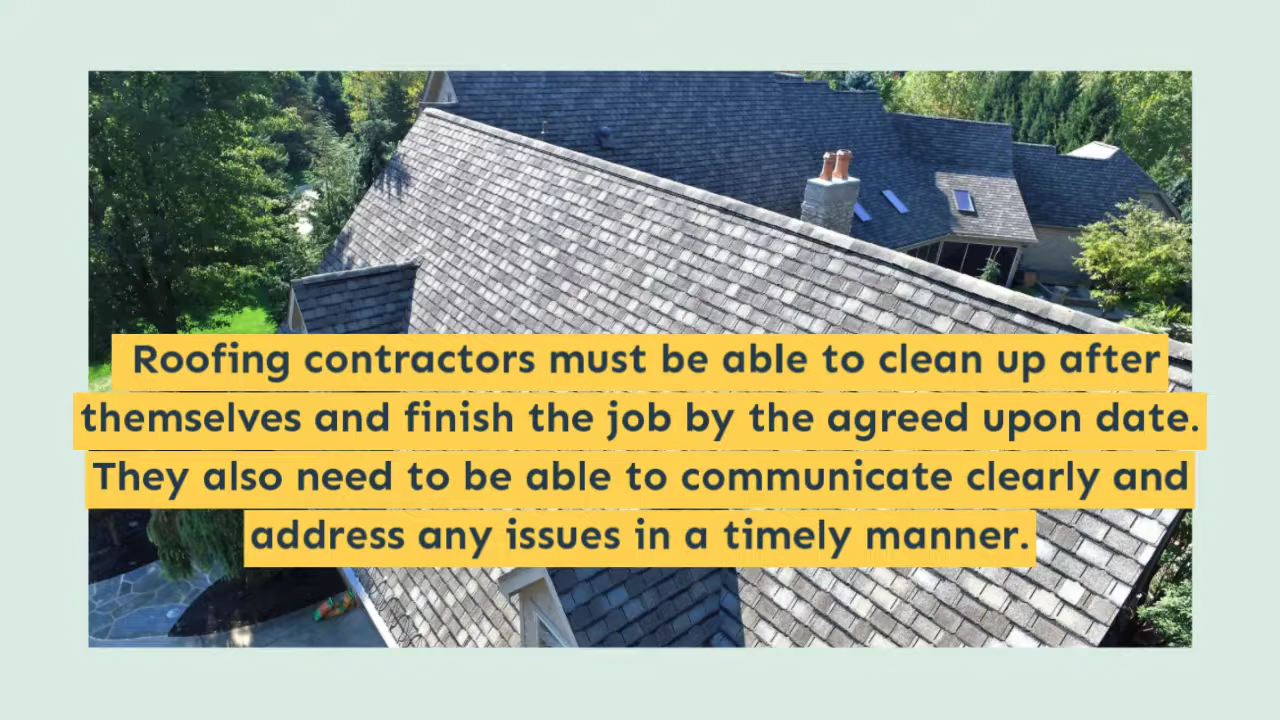 Roofing contractors must be able to clean up after
themselves and finish the job by the agreed upon date.
They also need to be able to communicate clearly and
address any issues in a timely manner.